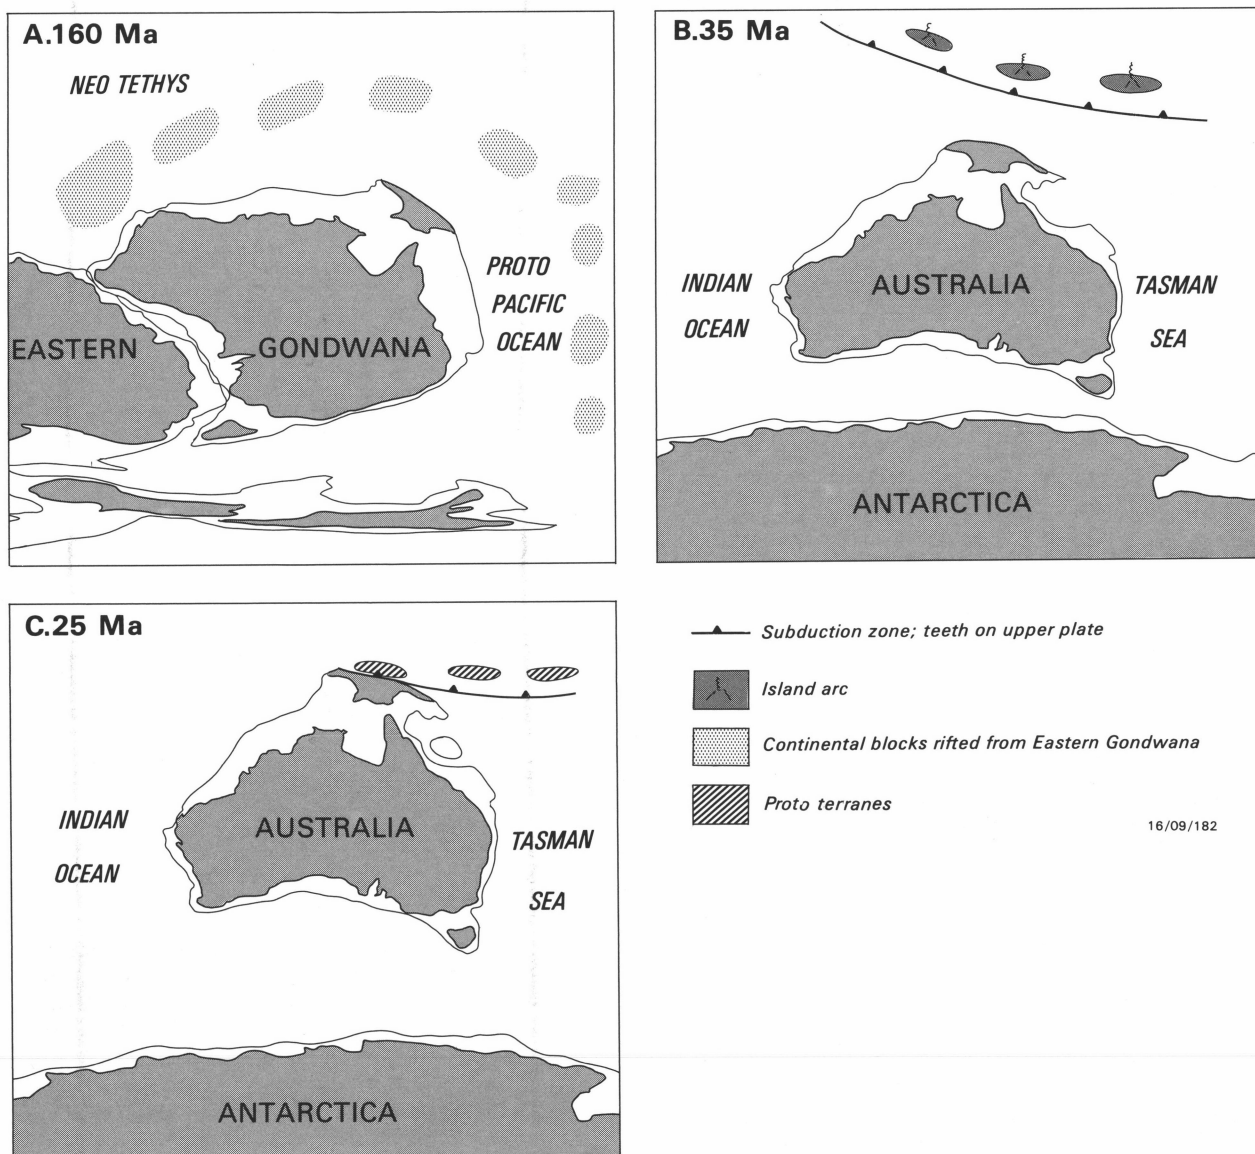 A.160 Ma
NEO TETHYS
PROTO
PACIFIC
OCEAN
EASTERN GONDWANA
B.35 Ma
INDIAN
OCEAN
AUSTRALIA
TASMAN
SEA
ANTARCTICA
C.25 Ma
INDIAN
OCEAN
AUSTRALIA
TASMAN
SEA
ANTARCTICA
Subduction zone; teeth on upper plate
Island arc
Continental blocks rifted from Eastern Gondwana
Proto terranes
16/09/182